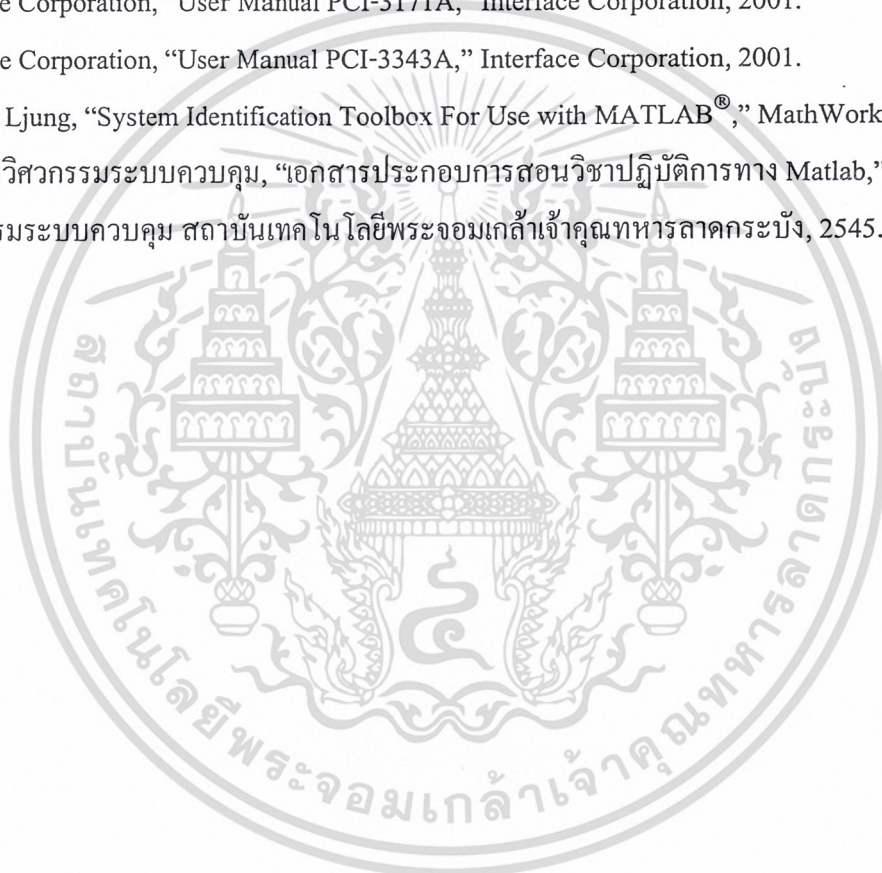 e Corporation, “User Manual PCI-3171A,” Interface Corporation, 2001.
e Corporation, “User Manual PCI-3343A,” Interface Corporation, 2001.
Ljung, “System Identification Toolbox For Use with MATLAB®,” MathWork
วิศวกรรมระบบควบคุม, “เอกสารประกอบการสอนวิชาปฏิบัติการทาง Matlab,”
รมระบบควบคุม สถาบันเทคโนโลยีพระจอมเกล้าเจ้าคุณทหารลาดกระบัง, 2545.
สถาบันเทคโนโลยีพระจอมเกล้าเจ้าคุณทหารลาดกระบัง
๔